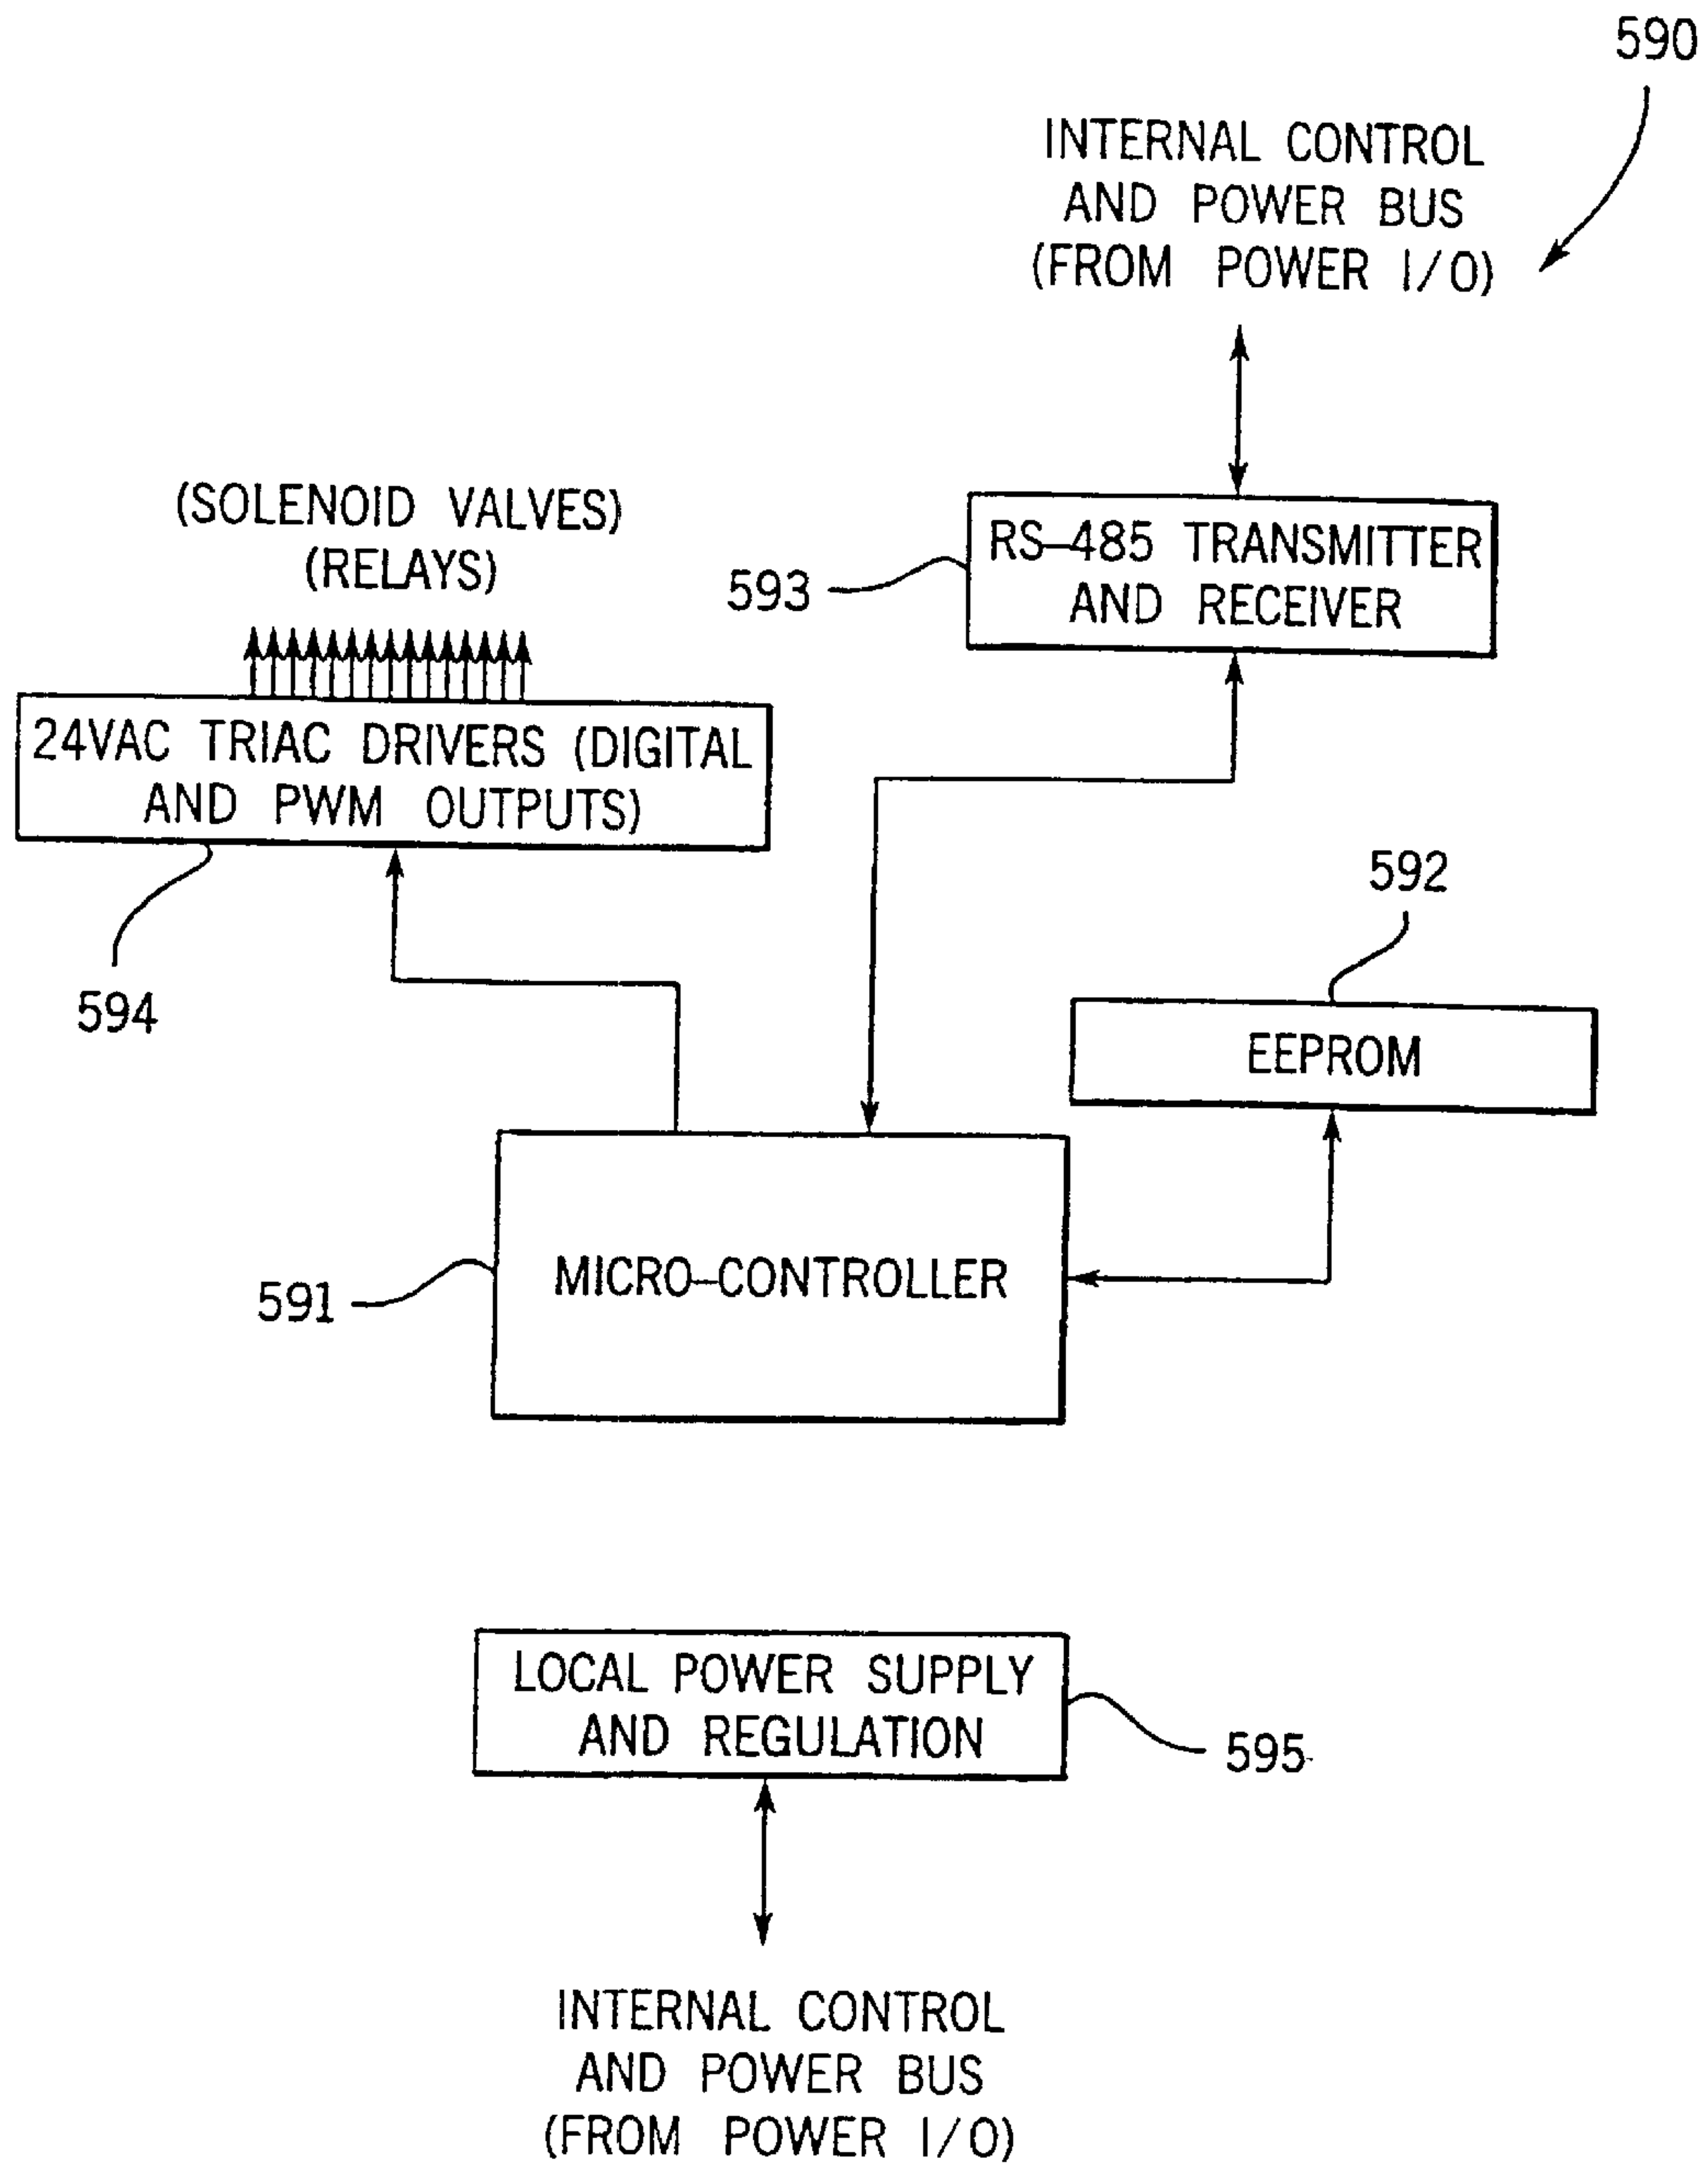 590
INTERNAL CONTROL
AND POWER BUS
(FROM POWER I/O)
(SOLENOID VALVES)
(RELAYS)
593
RS-485 TRANSMITTER
AND RECEIVER
24VAC TRIAC DRIVERS (DIGITAL
AND PWM OUTPUTS)
594
592
EEPROM
591
MICRO-CONTROLLER
LOCAL POWER SUPPLY
AND REGULATION
595
INTERNAL CONTROL
AND POWER BUS
(FROM POWER I/O)